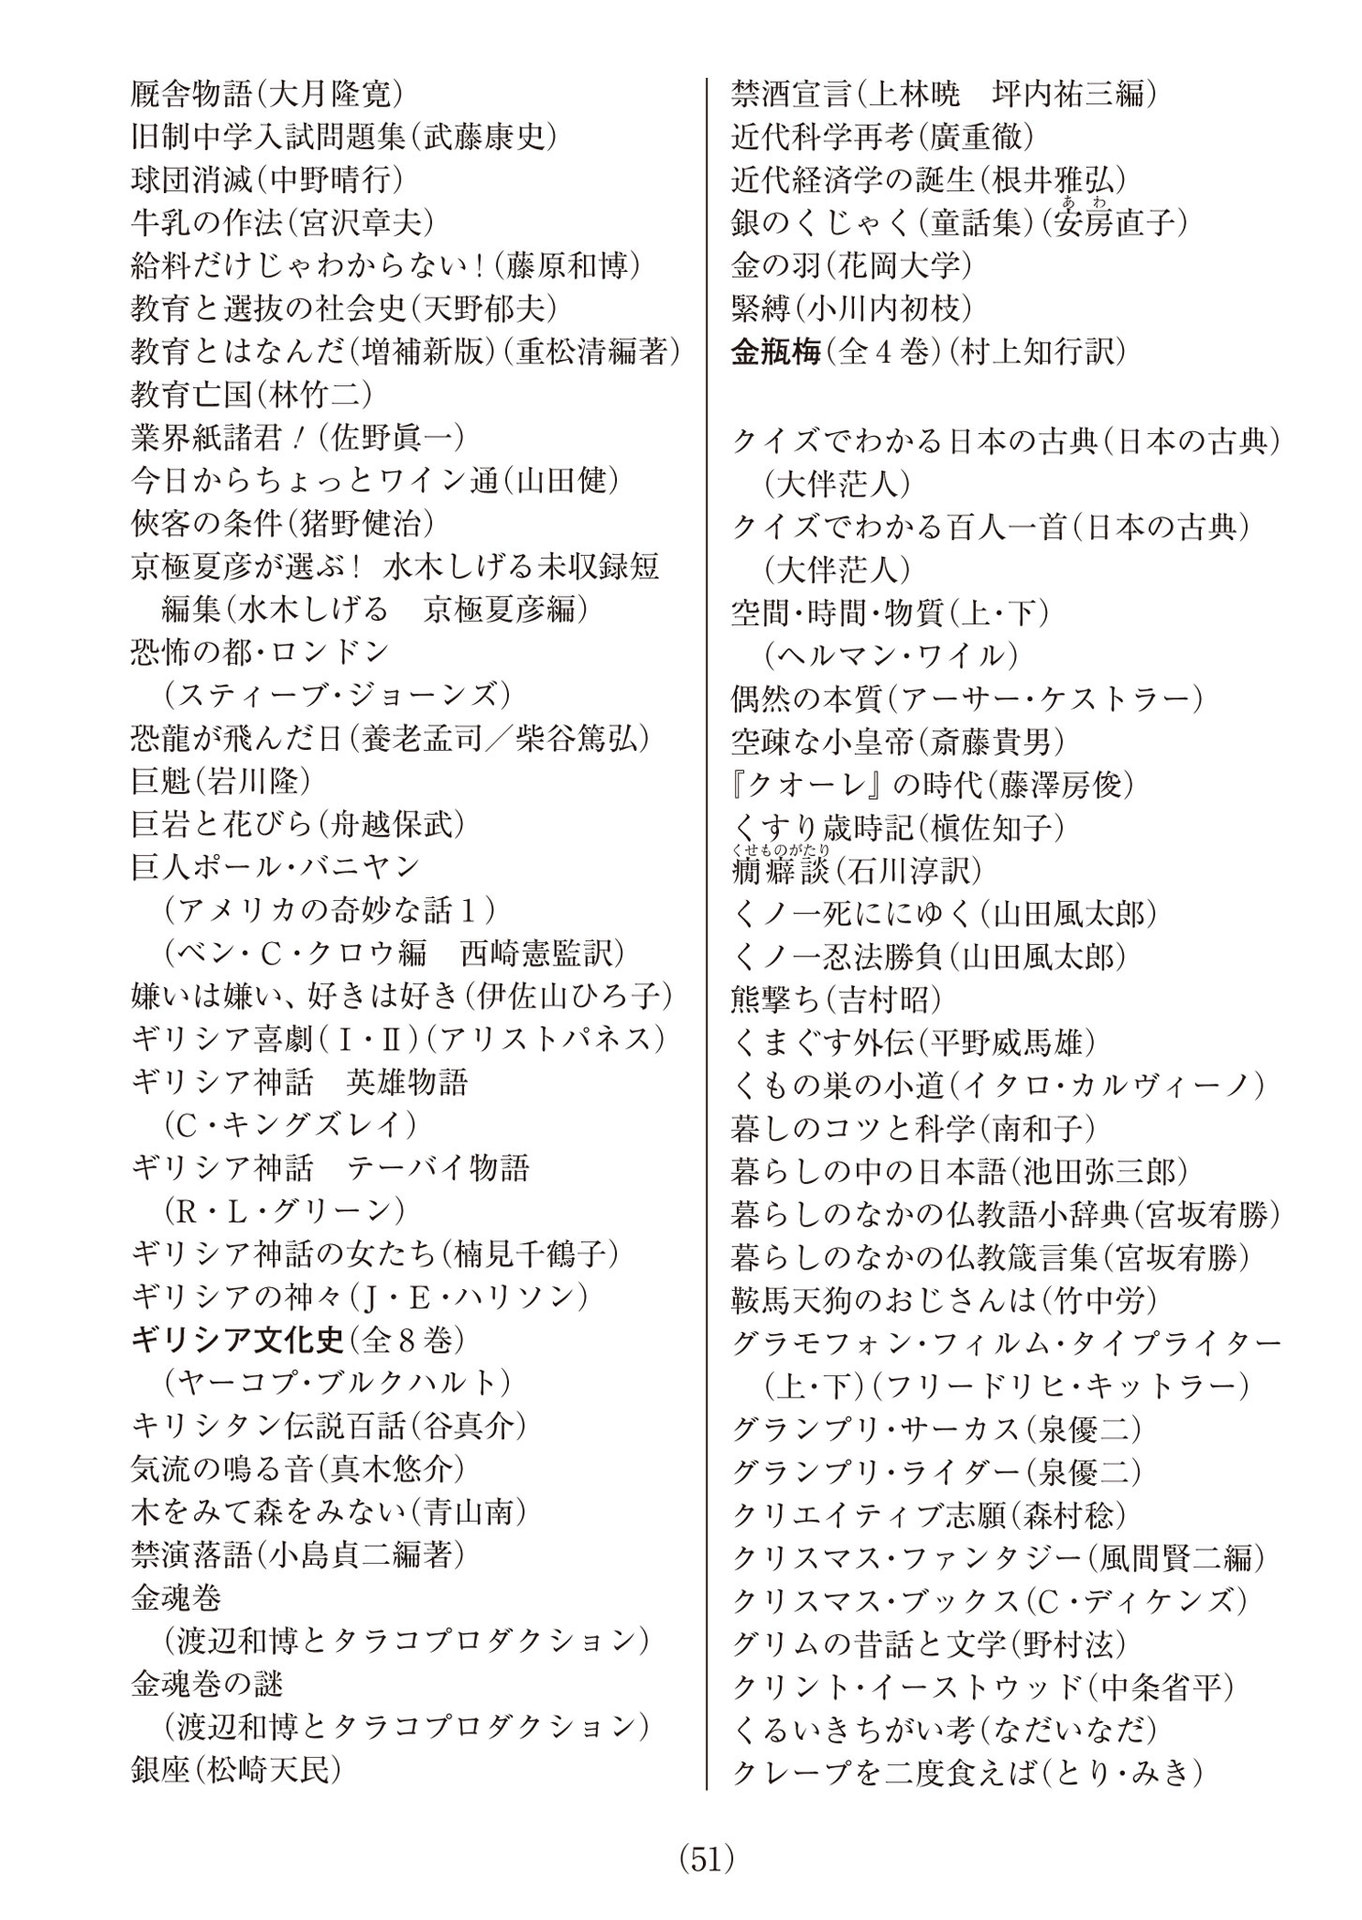 厩舎物語(大月隆寛)
旧制中学入試問題集(武藤康史)
球団消滅(中野晴行)
牛乳の作法(宮沢章夫)
給料だけじゃわからない!(藤原和博)
教育と選抜の社会史(天野郁夫)
教育とはなんだ(増補新版)(重松清編著)
教育亡国(林竹二)
業界紙諸君！(佐野眞一)
今日からちょっとワイン通(山田健)
俠客の条件(猪野健治)
京極夏彦が選ぶ! 水木しげる未収録短
編集(水木しげる　京極夏彦編)
恐怖の都・ロンドン
(スティーブ・ジョーンズ)
恐龍が飛んだ日(養老孟司／柴谷篤弘)
巨魁(岩川隆)
巨岩と花びら(舟越保武)
巨人ポール・バニヤン
(アメリカの奇妙な話１)
(ベン・Ｃ・クロウ編　西崎憲監訳)
嫌いは嫌い、好きは好き(伊佐山ひろ子)
ギリシア喜劇(Ⅰ・Ⅱ)(アリストパネス)
ギリシア神話　英雄物語
(Ｃ・キングズレイ)
ギリシア神話　テーバイ物語
(Ｒ・Ｌ・グリーン)
ギリシア神話の女たち(楠見千鶴子)
ギリシアの神々(Ｊ・Ｅ・ハリソン)
ギリシア文化史(全８巻)
(ヤーコプ・ブルクハルト)
キリシタン伝説百話(谷真介)
気流の鳴る音(真木悠介)
木をみて森をみない(青山南)
禁演落語(小島貞二編著)
金魂巻
(渡辺和博とタラコプロダクション)
金魂巻の謎
(渡辺和博とタラコプロダクション)
銀座(松崎天民)
禁酒宣言(上林暁　坪内祐三編)
近代科学再考(廣重徹)
近代経済学の誕生(根井雅弘)
あわ
銀のくじゃく(童話集)(安房直子)
金の羽(花岡大学)
緊縛(小川内初枝)
金瓶梅(全４巻)(村上知行訳)
クイズでわかる日本の古典(日本の古典)
(大伴茫人)
クイズでわかる百人一首(日本の古典)
(大伴茫人)
空間・時間・物質(上・下)
(ヘルマン・ワイル)
偶然の本質(アーサー・ケストラー)
空疎な小皇帝(斎藤貴男)
『クオーレ』の時代(藤澤房俊)
くすり歳時記(槇佐知子)
くせものがたり
癇癖談(石川淳訳)
くノ一死ににゆく(山田風太郎)
くノ一忍法勝負(山田風太郎)
熊撃ち(吉村昭)
くまぐす外伝(平野威馬雄)
くもの巣の小道(イタロ・カルヴィーノ)
暮しのコツと科学(南和子)
暮らしの中の日本語(池田弥三郎)
暮らしのなかの仏教語小辞典(宮坂宥勝)
暮らしのなかの仏教箴言集(宮坂宥勝)
鞍馬天狗のおじさんは(竹中労)
グラモフォン・フィルム・タイプライター
(上・下)(フリードリヒ・キットラー)
グランプリ・サーカス(泉優二)
グランプリ・ライダー(泉優二)
クリエイティブ志願(森村稔)
クリスマス・ファンタジー(風間賢二編)
クリスマス・ブックス(Ｃ・ディケンズ)
グリムの昔話と文学(野村泫)
クリント・イーストウッド(中条省平)
くるいきちがい考(なだいなだ)
クレープを二度食えば(とり・みき)
(51)